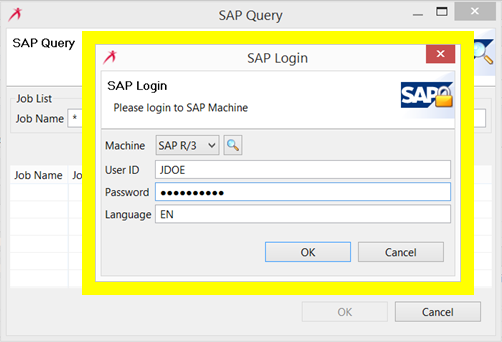 SAP Query
SAP Query
Job List
Job Name *
Job Name Jo
SAP Login
SAP Login
Please login to SAP Machine
SAP
Machine SAP R/3
User ID JDOE
Password ●●●●●●●●●●
Language EN
OK Cancel
OK Cancel